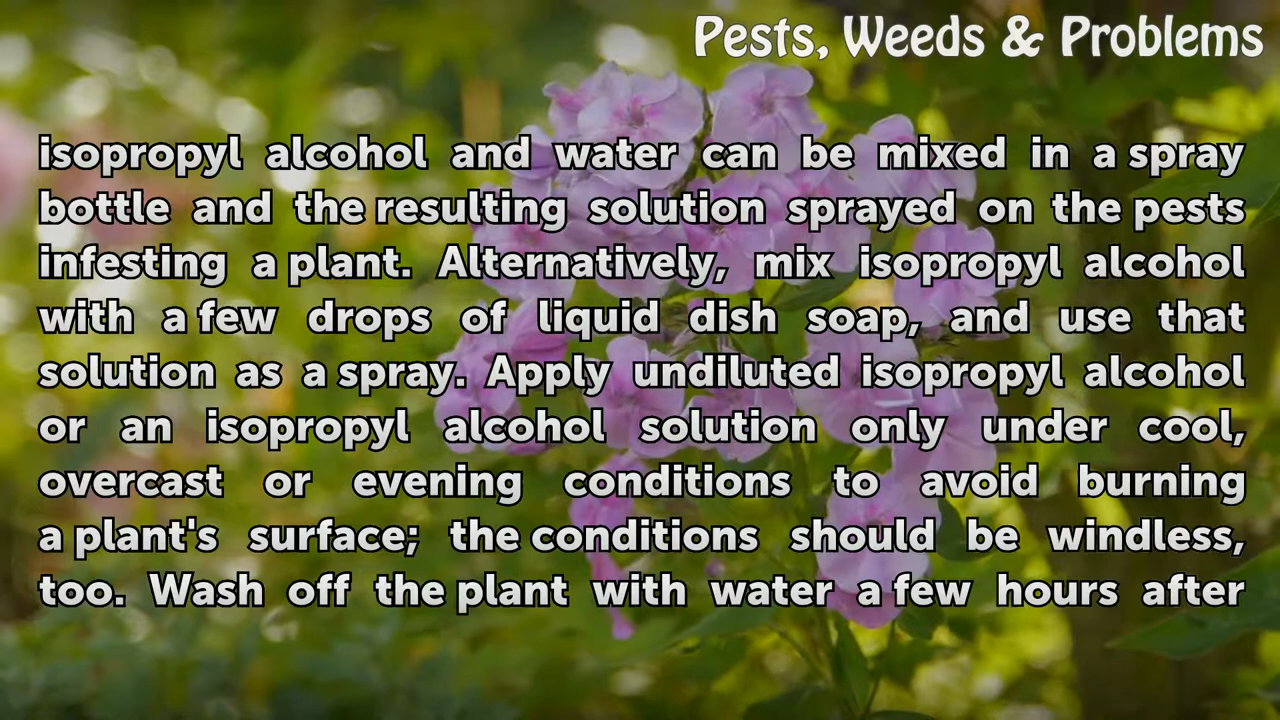 Pests, Weeds & Problems
isopropyl alcohol and water can be mixed in a spray
bottle and the resulting solution sprayed on the pests
infesting a plant. Alternatively, mix isopropyl alcohol
with a few drops of liquid dish soap, and use that
solution as a spray. Apply undiluted isopropyl alcohol
or an isopropyl alcohol solution only under cool,
overcast or evening conditions to avoid burning
a plant's surface; the conditions should be windless,
too. Wash off the plant with water a few hours after